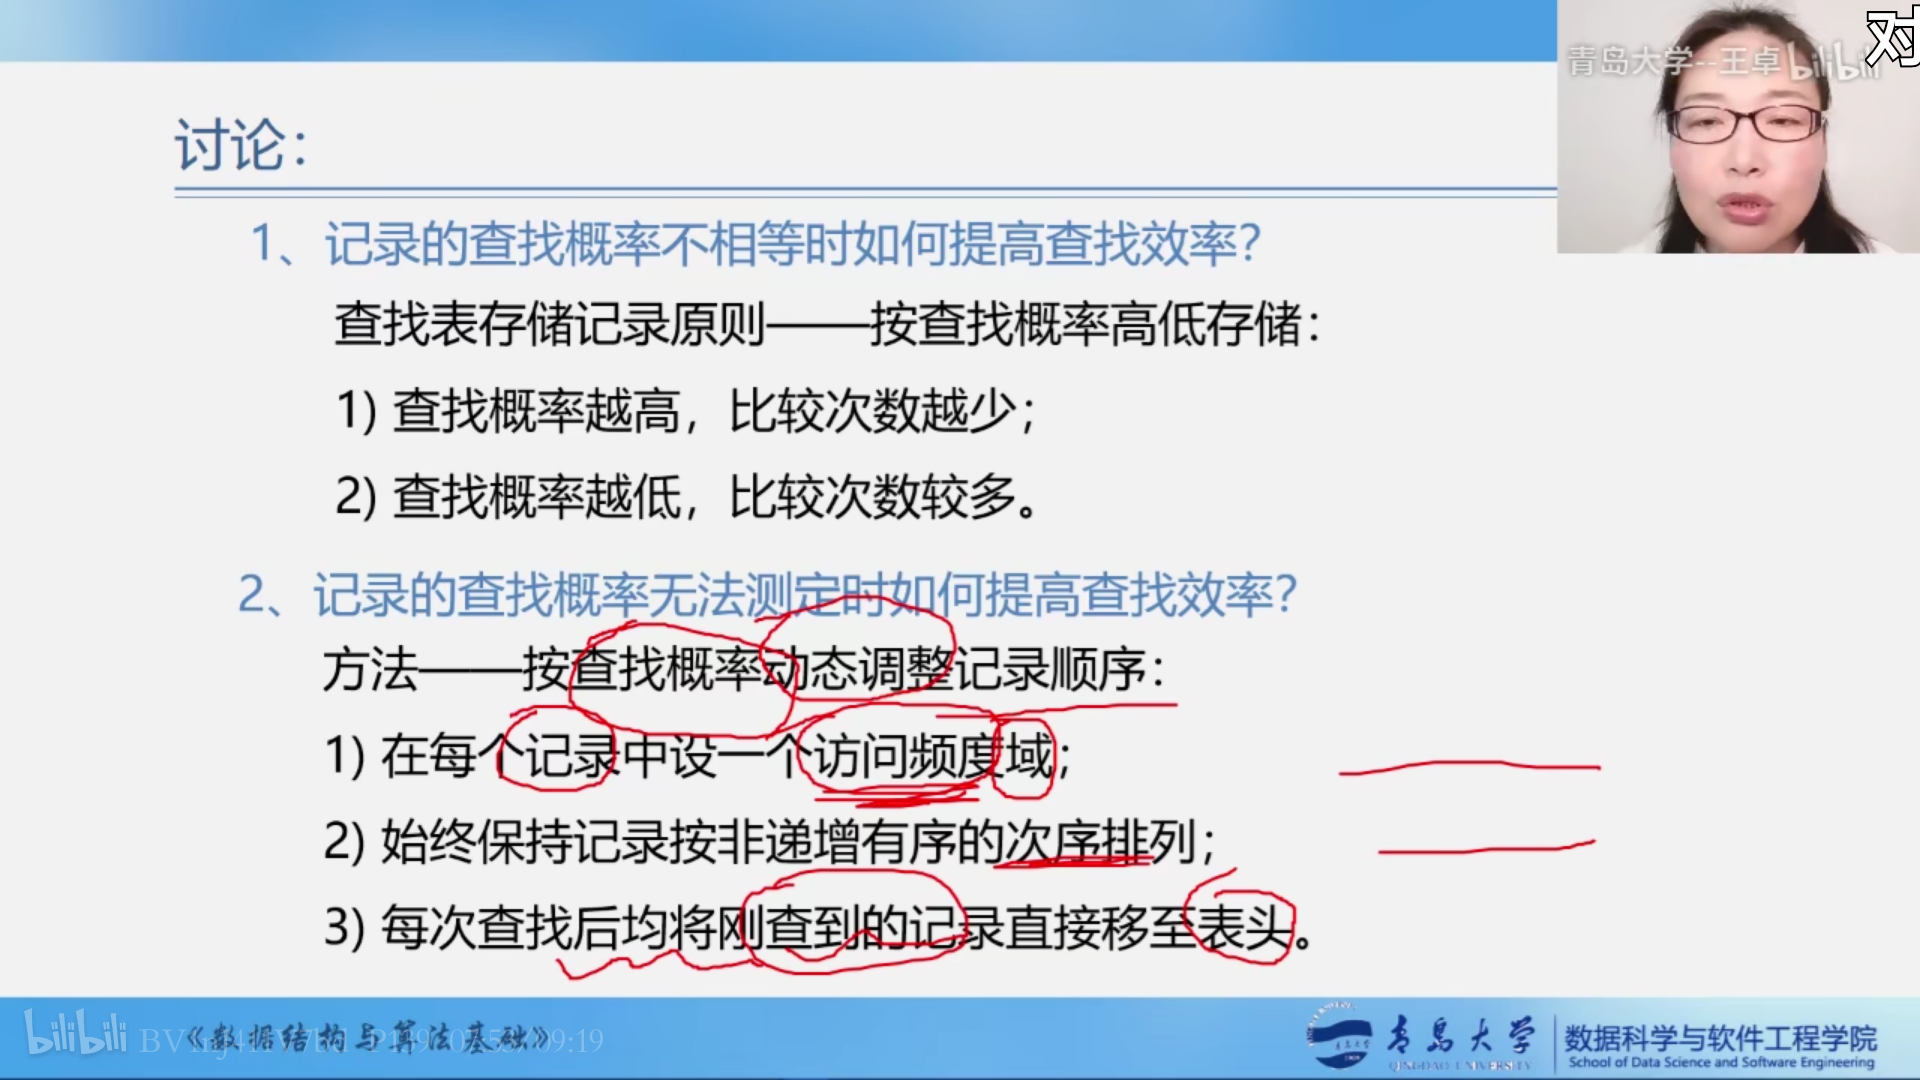 对
青岛大学--王卓 bilibili
讨论：
1、记录的查找概率不相等时如何提高查找效率？
查找表存储记录原则——按查找概率高低存储：
1) 查找概率越高，比较次数越少；
2) 查找概率越低，比较次数较多。
2、记录的查找概率无法测定时如何提高查找效率？
方法——按查找概率动态调整记录顺序：
1) 在每个记录中设一个访问频度域；
2) 始终保持记录按非递增有序的次序排列；
3) 每次查找后均将刚查到的记录直接移至表头。
bilibili
《数据结构与算法基础》
青岛大学
QINGDAO UNIVERSITY
数据科学与软件工程学院
School of Data Science and Software Engineering